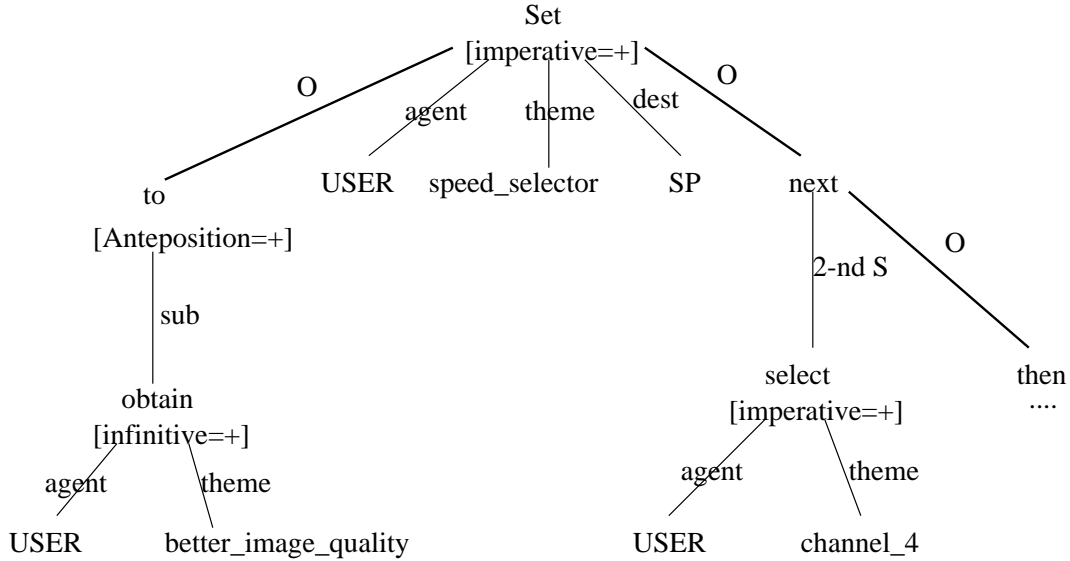 Set
[imperative=+]
O
O
agent
theme
dest
to
USER
speed_selector
SP
next
[Anteposition=+]
O
2-nd S
sub
select
then
obtain
[imperative=+]
....
[infinitive=+]
agent
theme
agent
theme
USER
better_image_quality
USER
channel_4